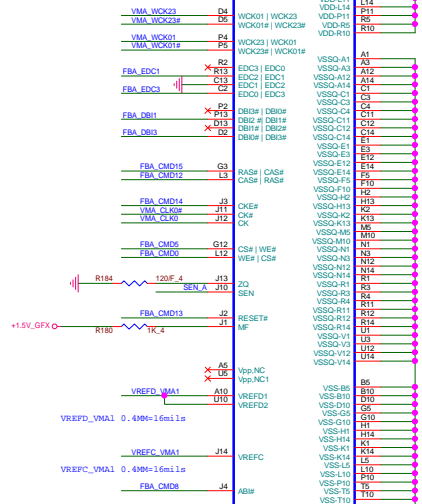 VMA_WCK23 D4 WCK01 | WCK23
VMA_WCK23# D5 WCK01# | WCK23#
VMA_WCK01 P4 WCK23 | WCK01
VMA_WCK01# P5 WCK23# | WCK01#
R2 EDC3 | EDC0
FBA_EDC1 R13 EDC2 | EDC1
C13 EDC1 | EDC2
FBA_EDC3 C2 EDC0 | EDC3
P2 DBI3# | DBI0#
FBA_DBI1 P13 DBI2 # | DBI1#
D13 DBI1# | DBI2#
FBA_DBI3 D2 DBI0# | DBI3#
FBA_CMD15 G3 RAS# | CAS#
FBA_CMD12 L3 CAS# | RAS#
FBA_CMD14 J3 CKE#
VMA_CLK0# J11 CK#
VMA_CLK0 J12 CK
FBA_CMD5 G12 CS# | WE#
FBA_CMD0 L12 WE# | CS#
R184 120/F_4 J13 ZQ
SEN_A J10 SEN
FBA_CMD13 J2 RESET#
+1.5V_GFX R180 1K_4 J1 MF
A5 Vpp,NC
U5 Vpp,NC1
VREFD_VMA1 A10 VREFD1
U10 VREFD2
VREFD_VMA1 0.4MM=16mils
VREFC_VMA1 J14 VREFC
VREFC_VMA1 0.4MM=16mils
FBA_CMD8 J4 ABI#
VDD-L14 L14
VDD-P11 P11
VDD-R5 R5
VDD-R10 R10
VSSQ-A1 A1
VSSQ-A3 A3
VSSQ-A12 A12
VSSQ-A14 A14
VSSQ-C1 C1
VSSQ-C3 C3
VSSQ-C4 C4
VSSQ-C11 C11
VSSQ-C12 C12
VSSQ-C14 C14
VSSQ-E1 E1
VSSQ-E3 E3
VSSQ-E12 E12
VSSQ-E14 E14
VSSQ-F5 F5
VSSQ-F10 F10
VSSQ-H2 H2
VSSQ-H13 H13
VSSQ-K2 K2
VSSQ-K13 K13
VSSQ-M5 M5
VSSQ-M10 M10
VSSQ-N1 N1
VSSQ-N3 N3
VSSQ-N12 N12
VSSQ-N14 N14
VSSQ-R1 R1
VSSQ-R3 R3
VSSQ-R4 R4
VSSQ-R11 R11
VSSQ-R12 R12
VSSQ-R14 R14
VSSQ-V1 U1
VSSQ-V3 U3
VSSQ-V12 U12
VSSQ-V14 U14
VSS-B5 B5
VSS-B10 B10
VSS-D10 D10
VSS-G5 G5
VSS-G10 G10
VSS-H1 H1
VSS-H14 H14
VSS-K1 K1
VSS-K14 K14
VSS-L5 L5
VSS-L10 L10
VSS-P10 P10
VSS-T5 T5
VSS-T10 T10